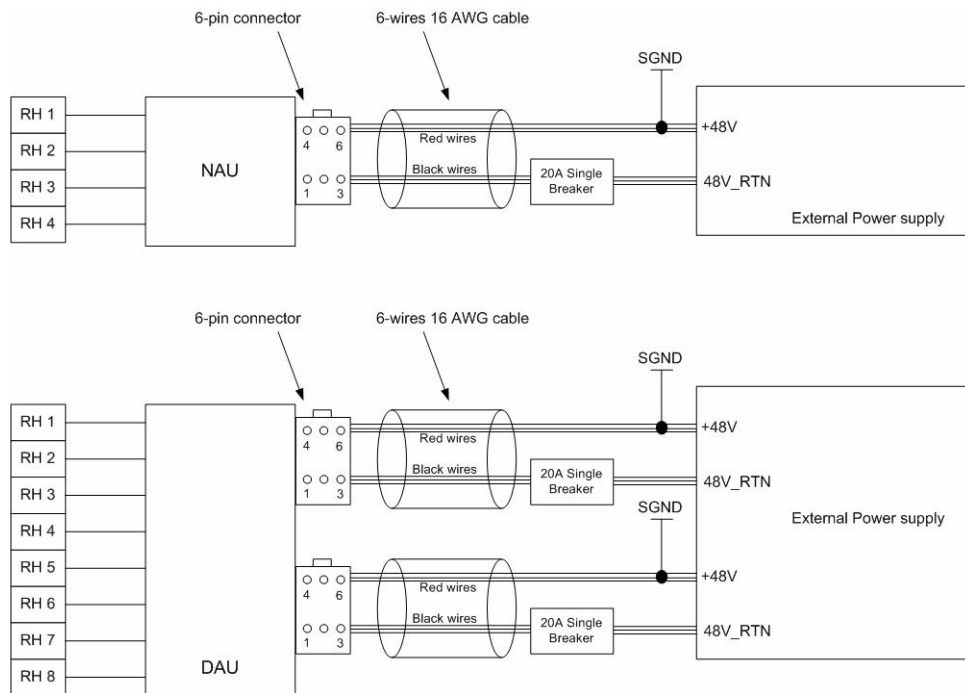 6-pin connector
6-wires 16 AWG cable
SGND
RH 1
RH 2
RH 3
RH 4
NAU
4 6
1 3
Red wires
Black wires
20A Single
Breaker
+48V
48V_RTN
External Power supply
6-pin connector
6-wires 16 AWG cable
SGND
RH 1
RH 2
RH 3
RH 4
RH 5
RH 6
RH 7
RH 8
DAU
4 6
1 3
Red wires
Black wires
20A Single
Breaker
+48V
48V_RTN
SGND
External Power supply
4 6
1 3
Red wires
Black wires
20A Single
Breaker
+48V
48V_RTN